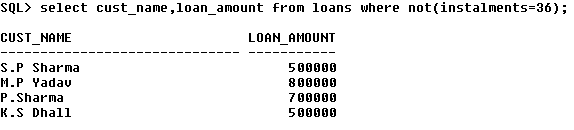 SQL> select cust_name,loan_amount from loans where not(instalments=36);
CUST_NAME LOAN_AMOUNT
------------------------------ -----------
S.P Sharma 500000
M.P Yadav 800000
P.Sharma 700000
K.S Dhall 500000